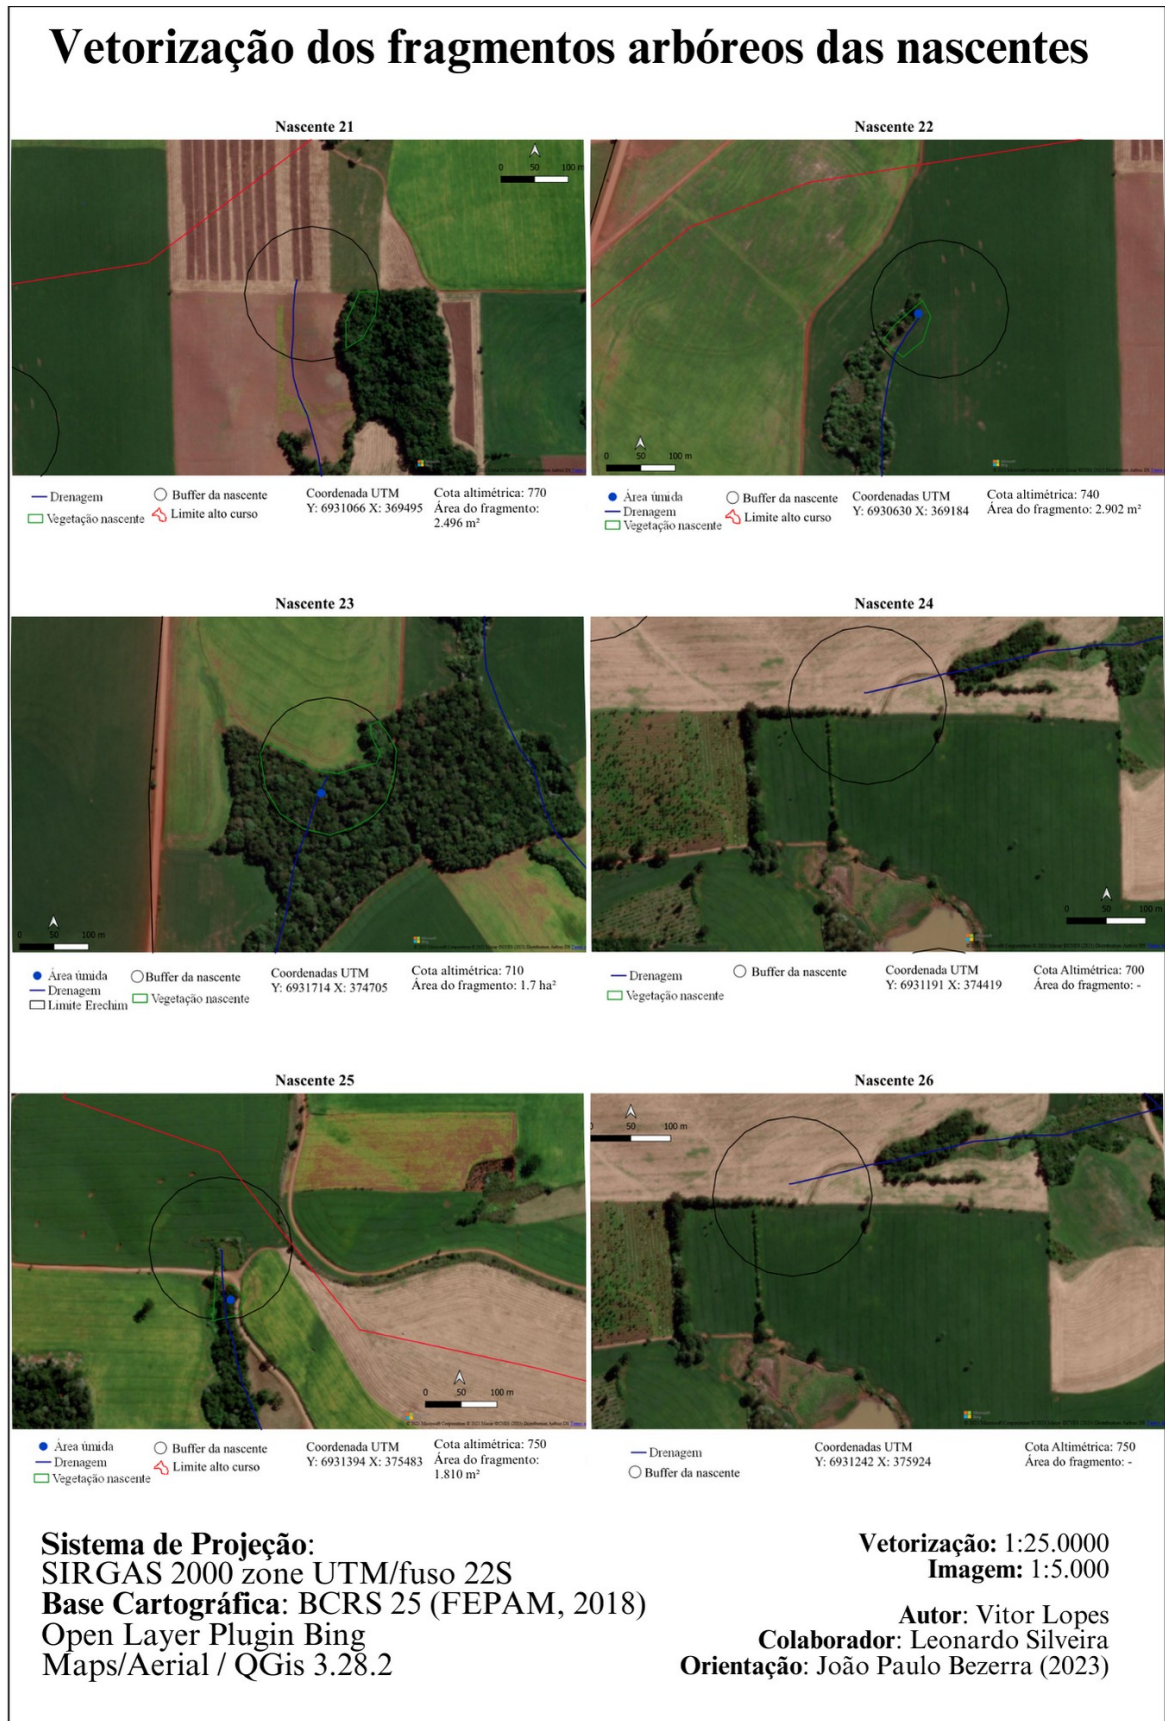 Vetorização dos fragmentos arbóreos das nascentes
Nascente 21
0 50 100 m
Drenagem
Vegetação nascente
Buffer da nascente
Limite alto curso
Coordenada UTM
Y: 6931066 X: 369495
Cota altimétrica: 770
Área do fragmento:
2.496 m²
Nascente 22
0 50 100 m
Área úmida
Drenagem
Vegetação nascente
Buffer da nascente
Limite alto curso
Coordenadas UTM
Y: 6930630 X: 369184
Cota altimétrica: 740
Área do fragmento: 2.902 m²
Nascente 23
0 50 100 m
Área úmida
Drenagem
Limite Erechim
Buffer da nascente
Vegetação nascente
Coordenadas UTM
Y: 6931714 X: 374705
Cota altimétrica: 710
Área do fragmento: 1.7 ha²
Nascente 24
0 50 100 m
Drenagem
Vegetação nascente
Buffer da nascente
Coordenada UTM
Y: 6931191 X: 374419
Cota Altimétrica: 700
Área do fragmento: -
Nascente 25
0 50 100 m
Área úmida
Drenagem
Vegetação nascente
Buffer da nascente
Limite alto curso
Coordenada UTM
Y: 6931394 X: 375483
Cota altimétrica: 750
Área do fragmento:
1.810 m²
Nascente 26
0 50 100 m
Drenagem
Buffer da nascente
Coordenadas UTM
Y: 6931242 X: 375924
Cota Altimétrica: 750
Área do fragmento: -
Sistema de Projeção:
SIRGAS 2000 zone UTM/fuso 22S
Base Cartográfica: BCRS 25 (FEPAM, 2018)
Open Layer Plugin Bing
Maps/Aerial / QGis 3.28.2
Vetorização: 1:25.0000
Imagem: 1:5.000
Autor: Vitor Lopes
Colaborador: Leonardo Silveira
Orientação: João Paulo Bezerra (2023)